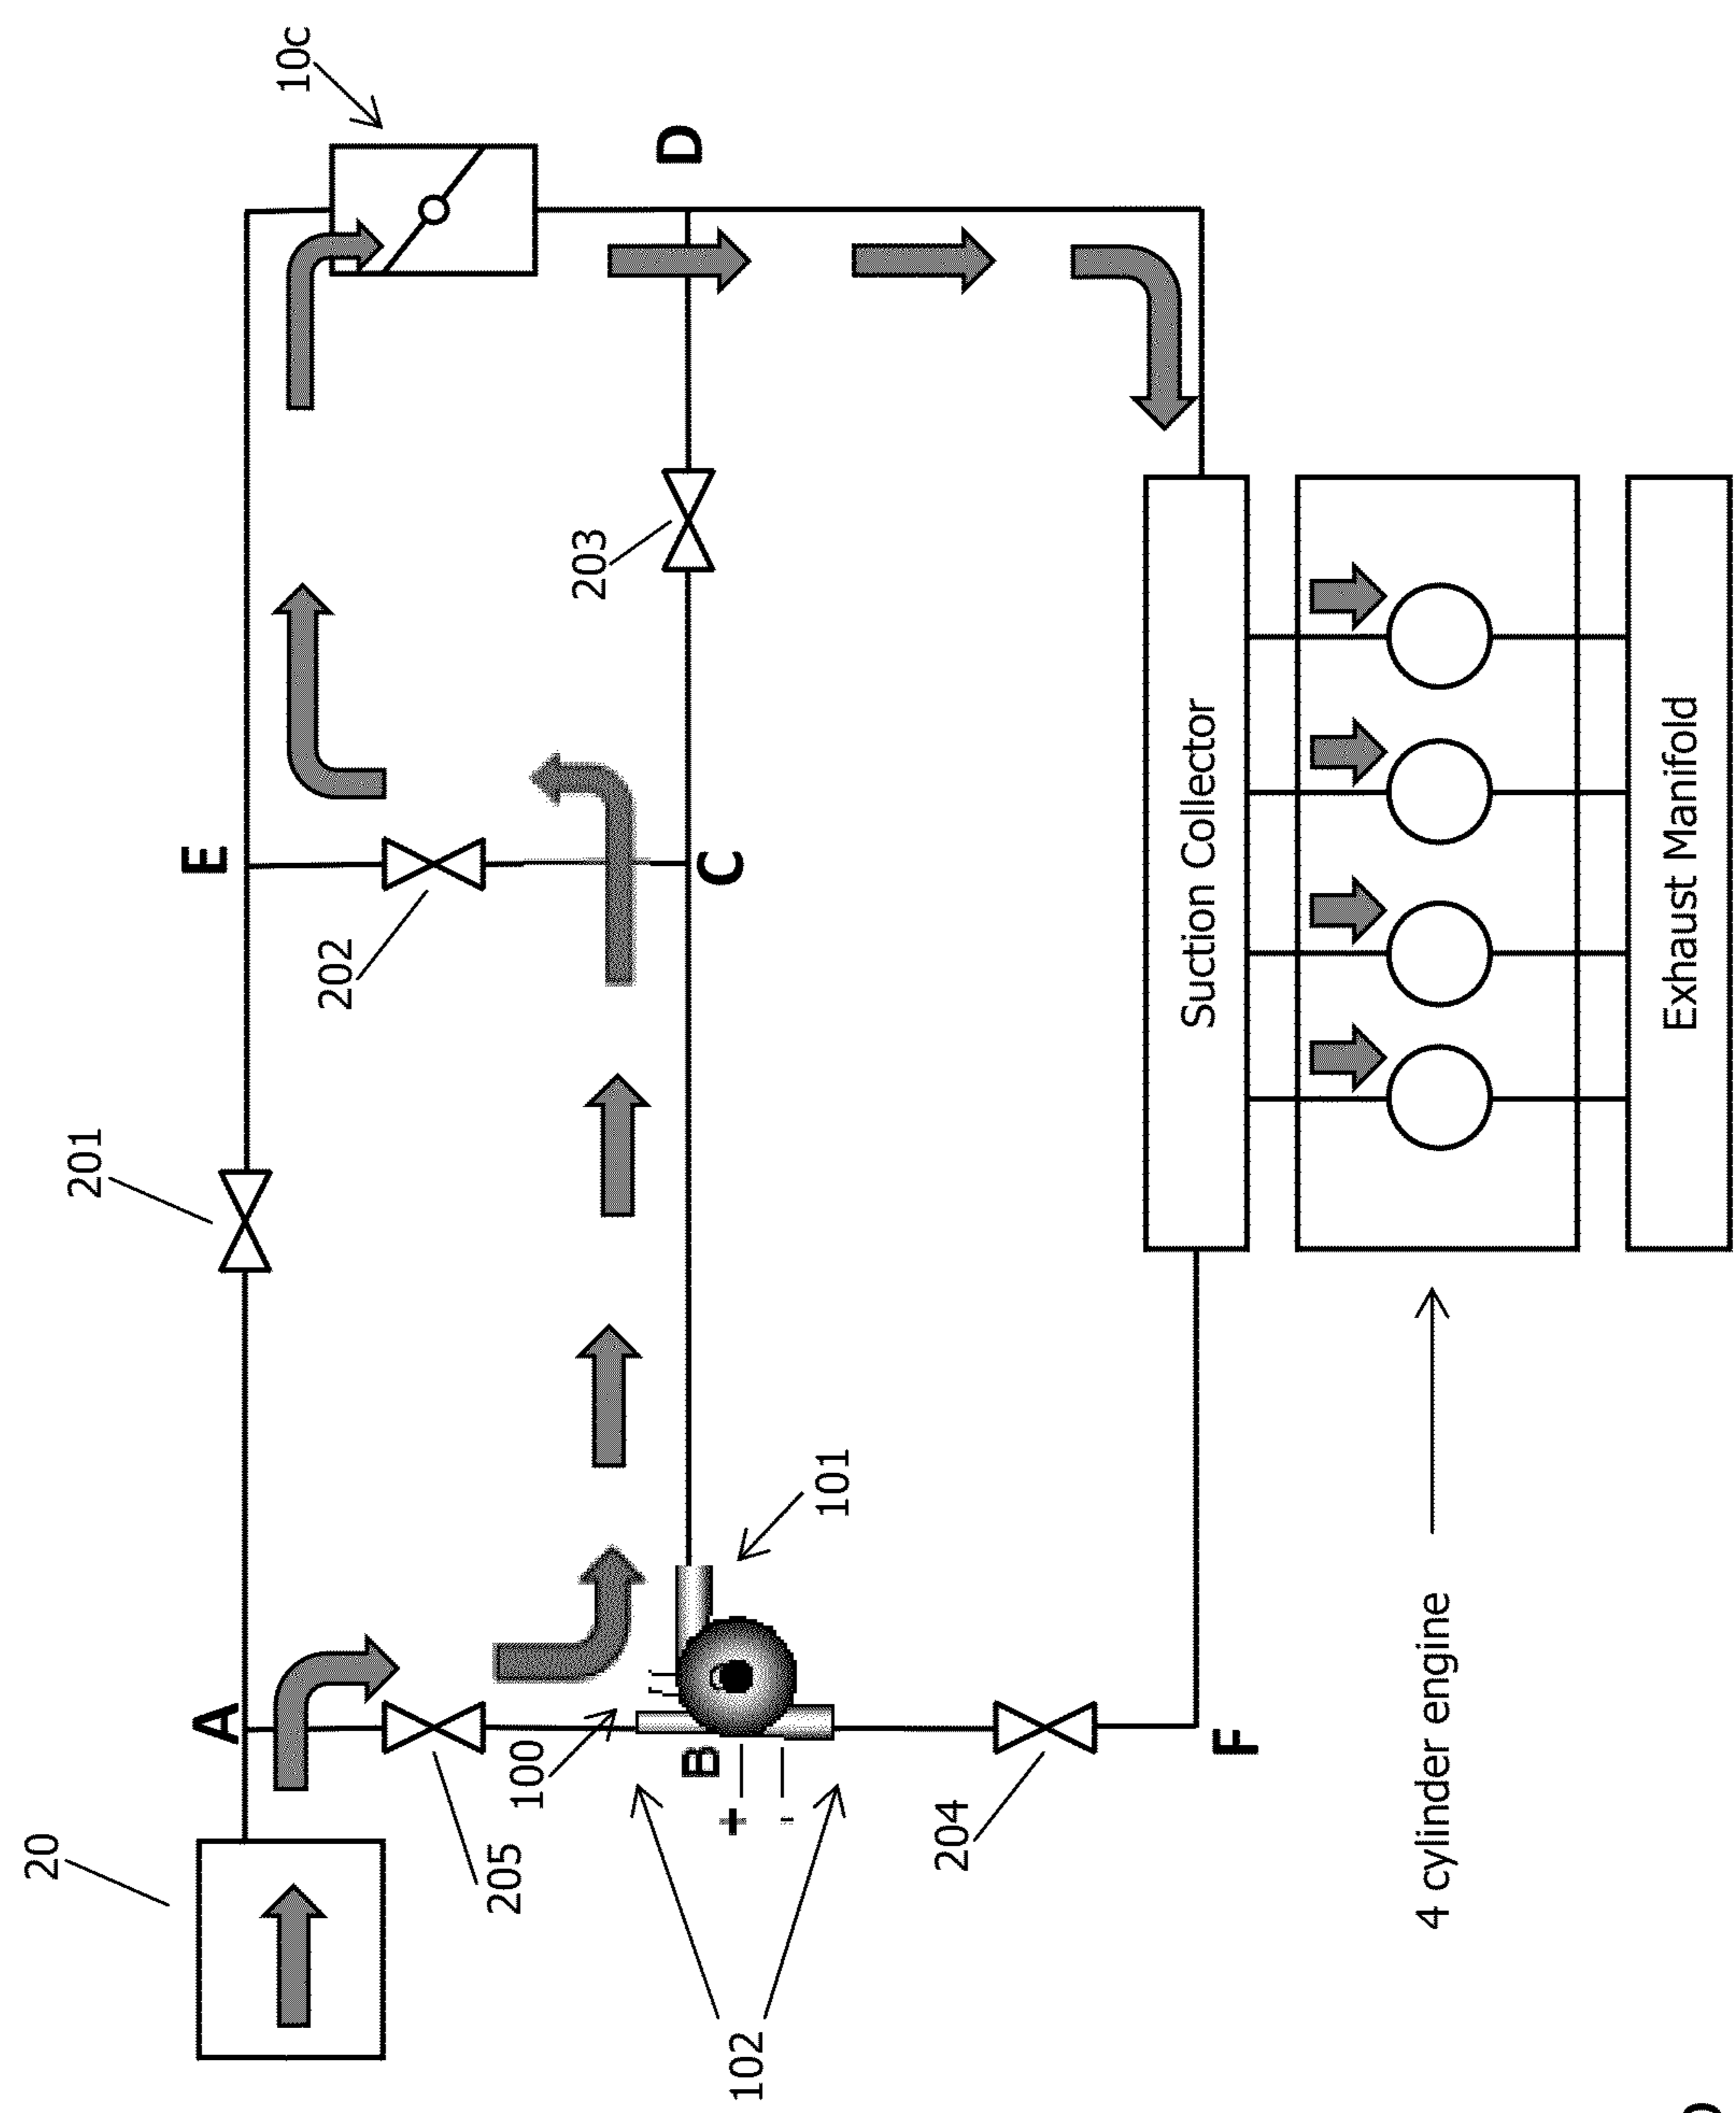 20
201
A
E
10c
202
205
100
203
B
C
D
+
-
102
101
204
F
Suction Collector
4 cylinder engine
Exhaust Manifold